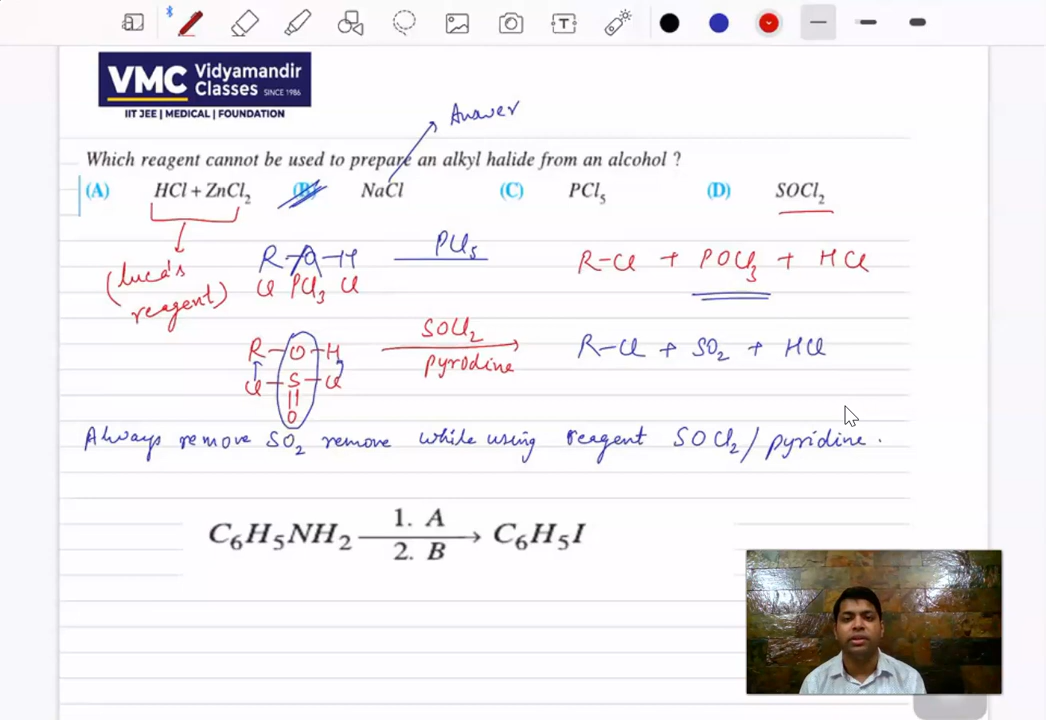 VMC Vidyamandir Classes SINCE 1986
IIT JEE | MEDICAL | FOUNDATION
Answer
Which reagent cannot be used to prepare an alkyl halide from an alcohol ?
(A) HCl + ZnCl₂ (B) NaCl (C) PCl₅ (D) SOCl₂
(Luca's reagent)
R-O-H PCl₅ R-Cl + POCl₃ + HCl
Cl PCl₃ Cl
R-O-H SOCl₂ pyrodine R-Cl + SO₂ + HCl
Cl-S-Cl
O
Always remove SO₂ remove while using reagent SOCl₂/pyridine.
C₆H₅NH₂ 1. A 2. B → C₆H₅I